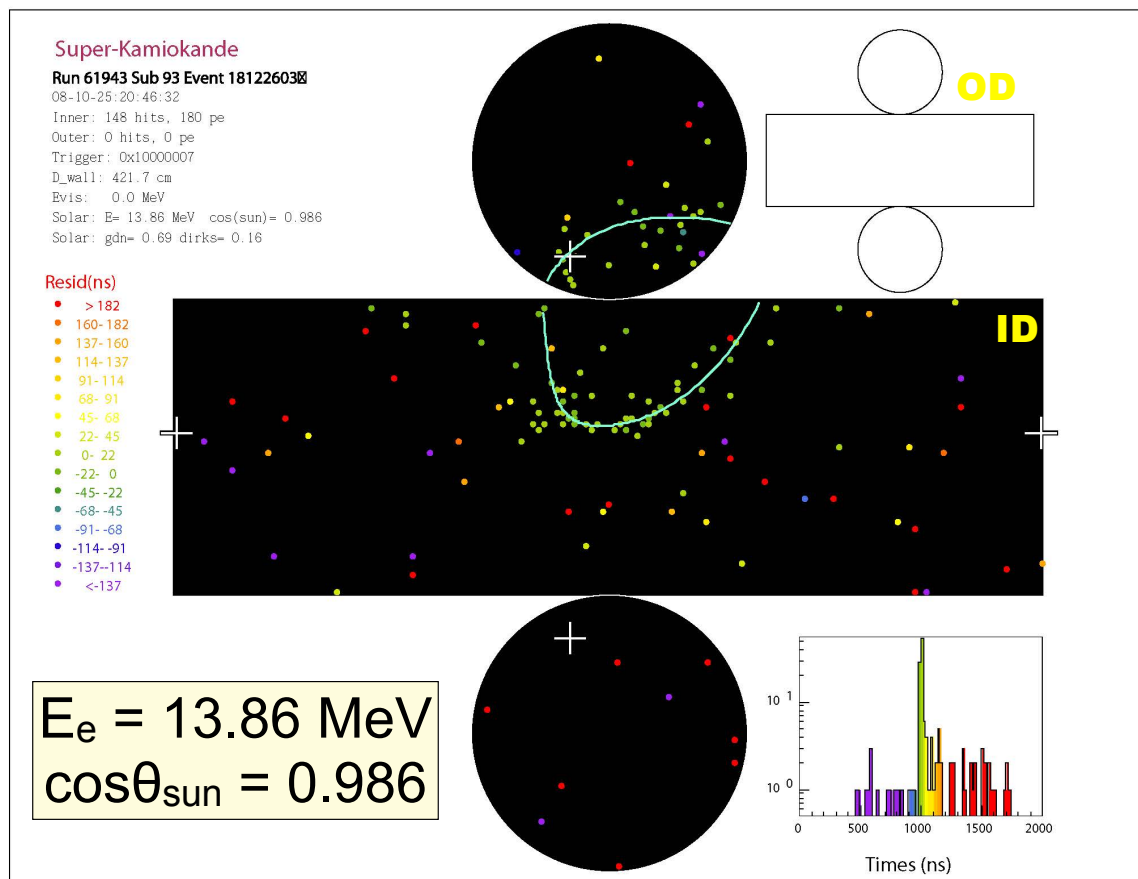 Super-Kamiokande
Run 61943 Sub 93 Event 18122603
08-10-25:20:46:32
Inner: 148 hits, 180 pe
Outer: 0 hits, 0 pe
Trigger: 0x10000007
D_wall: 421.7 cm
Evis: 0.0 MeV
Solar: E= 13.86 MeV cos(sun)= 0.986
Solar: gdn= 0.69 dirks= 0.16
OD
Resid(ns)
> 182
160- 182
137- 160
114- 137
91- 114
68- 91
45- 68
22- 45
0- 22
-22- 0
-45- -22
-68- -45
-91- -68
-114- -91
-137--114
<-137
ID
E_e = 13.86 MeV
cosθ_sun = 0.986
10^1
10^0
0 500 1000 1500 2000
Times (ns)